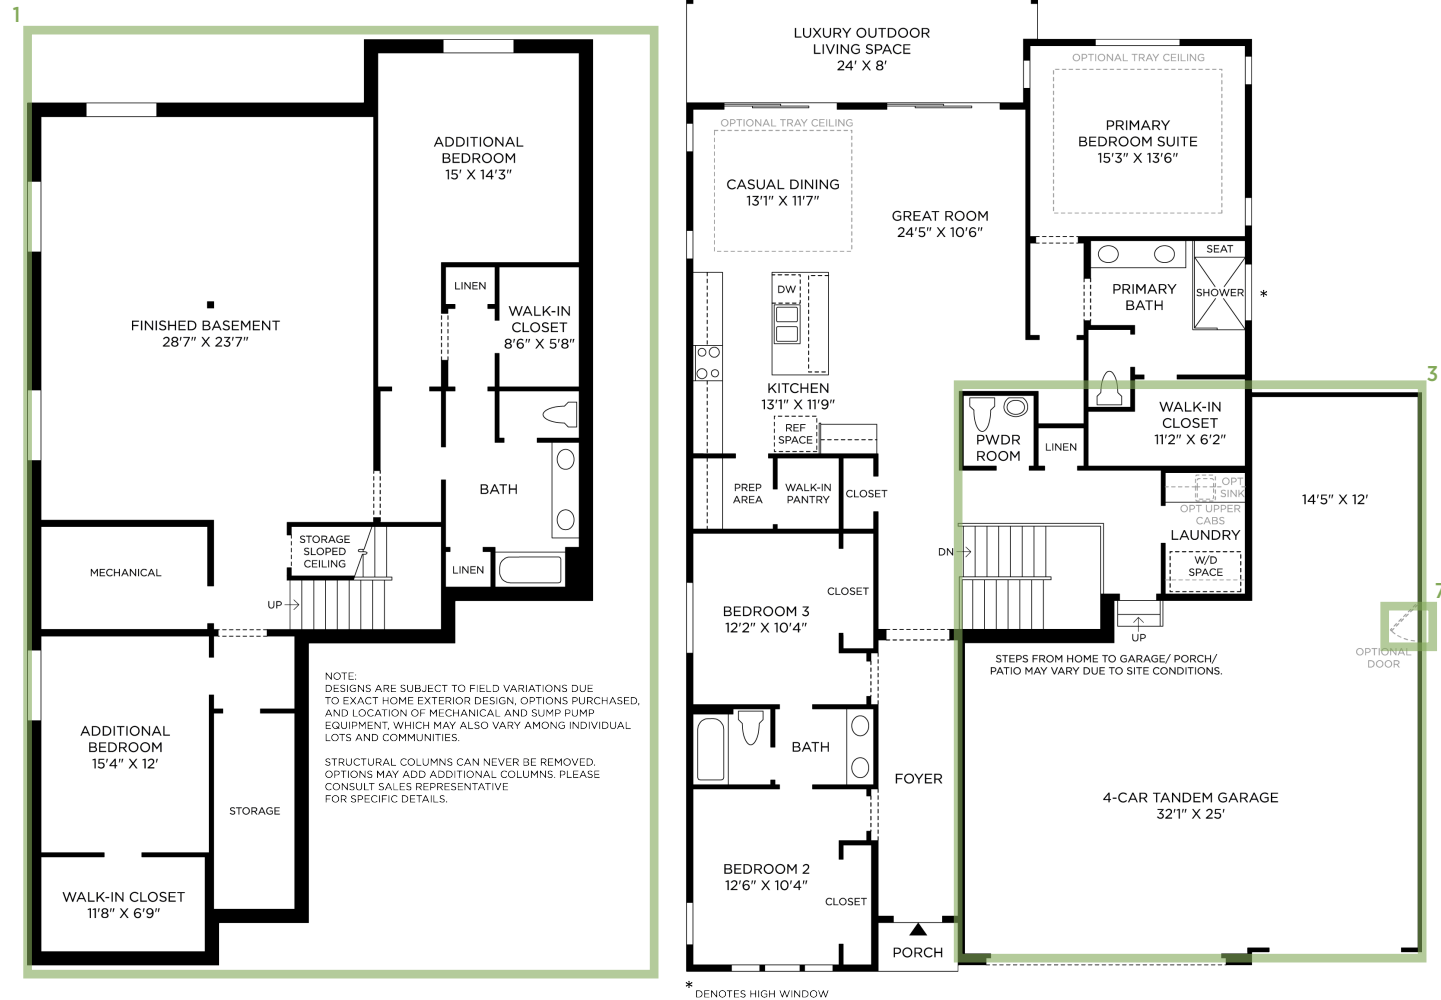 1
ADDITIONAL
BEDROOM
15' X 14'3"
LINEN
WALK-IN
CLOSET
8'6" X 5'8"
FINISHED BASEMENT
28'7" X 23'7"
BATH
STORAGE
SLOPED
CEILING
LINEN
MECHANICAL
UP
NOTE:
DESIGNS ARE SUBJECT TO FIELD VARIATIONS DUE
TO EXACT HOME EXTERIOR DESIGN, OPTIONS PURCHASED,
AND LOCATION OF MECHANICAL AND SUMP PUMP
EQUIPMENT, WHICH MAY ALSO VARY AMONG INDIVIDUAL
LOTS AND COMMUNITIES.
STRUCTURAL COLUMNS CAN NEVER BE REMOVED.
OPTIONS MAY ADD ADDITIONAL COLUMNS. PLEASE
CONSULT SALES REPRESENTATIVE
FOR SPECIFIC DETAILS.
ADDITIONAL
BEDROOM
15'4" X 12'
STORAGE
WALK-IN CLOSET
11'8" X 6'9"
LUXURY OUTDOOR
LIVING SPACE
24' X 8'
OPTIONAL TRAY CEILING
PRIMARY
BEDROOM SUITE
15'3" X 13'6"
OPTIONAL TRAY CEILING
CASUAL DINING
13'1" X 11'7"
GREAT ROOM
24'5" X 10'6"
SEAT
SHOWER
*
PRIMARY
BATH
DW
KITCHEN
13'1" X 11'9"
REF
SPACE
3
WALK-IN
CLOSET
11'2" X 6'2"
PWDR
ROOM
LINEN
PREP
AREA
WALK-IN
PANTRY
CLOSET
OPT
SINK
OPT UPPER
CABS
LAUNDRY
W/D
SPACE
14'5" X 12'
DN
7
BEDROOM 3
12'2" X 10'4"
CLOSET
UP
STEPS FROM HOME TO GARAGE/ PORCH/
PATIO MAY VARY DUE TO SITE CONDITIONS.
OPTIONAL
DOOR
BATH
FOYER
4-CAR TANDEM GARAGE
32'1" X 25'
BEDROOM 2
12'6" X 10'4"
CLOSET
PORCH
* DENOTES HIGH WINDOW